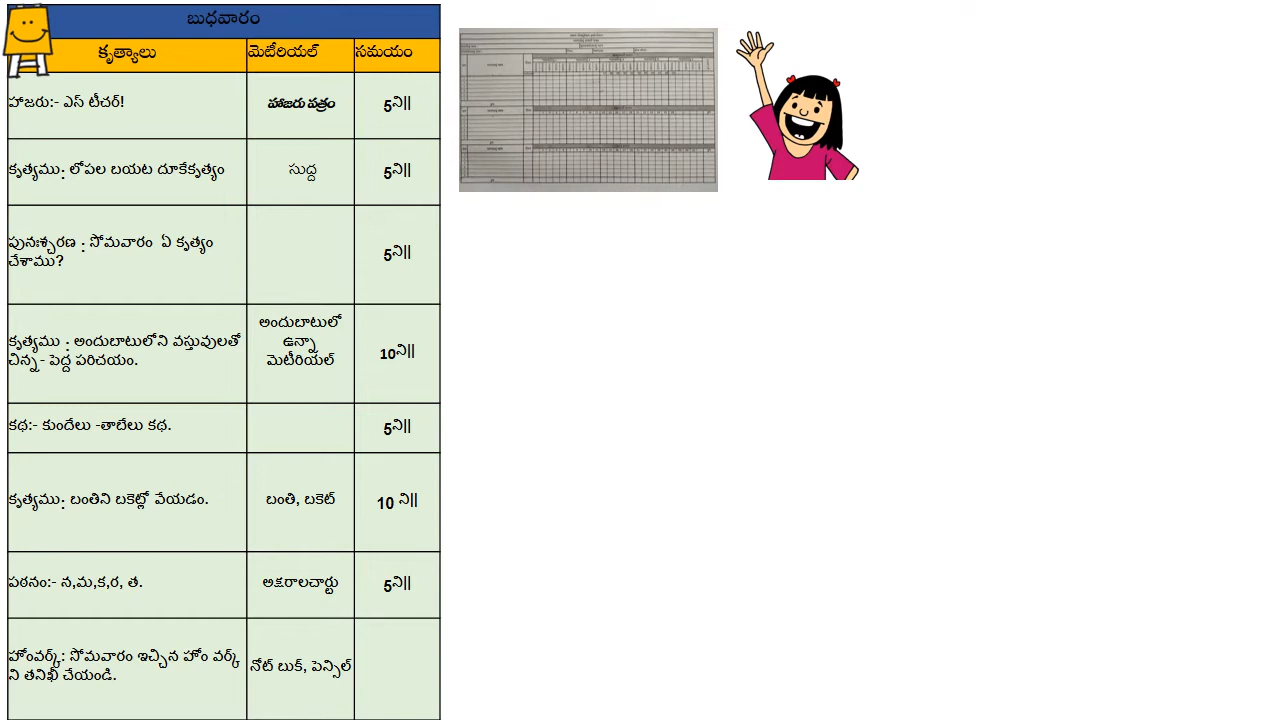 బుధవారం
కృత్యాలు మెటీరియల్ సమయం
హాజరు:- ఎస్ టీచర్! హాజరు పత్రం 5ని||
కృత్యము: లోపల బయట దూకేకృత్యం సుద్ద 5ని||
పునఃశ్చరణ : సోమవారం ఏ కృత్యం
చేశాము?
5ని||
కృత్యము : అందుబాటులోని వస్తువులతో
చిన్న- పెద్ద పరిచయం.
అందుబాటులో
ఉన్నా
మెటీరియల్
10ని||
కథ:- కుందేలు -తాబేలు కథ. 5ని||
కృత్యము: బంతిని బకెట్లో వేయడం. బంతి, బకెట్ 10 ని||
పఠనం:- న,మ,క,ర, త. అక్షరాలచార్టు 5ని||
హోంవర్క్: సోమవారం ఇచ్చిన హోం వర్క్
ని తనిఖీ చేయండి.
నోట్ బుక్, పెన్సిల్